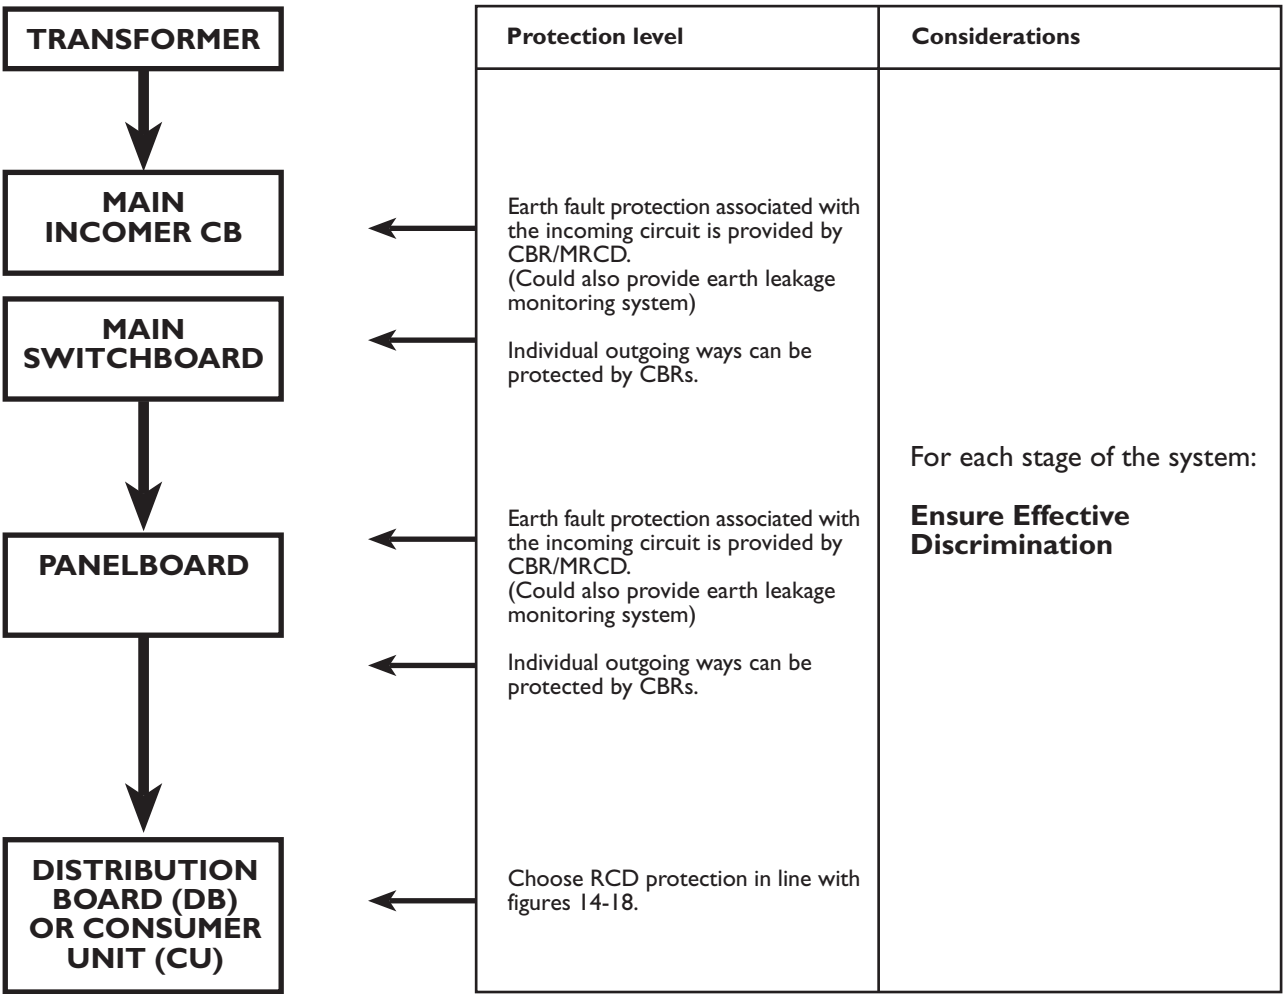 TRANSFORMER
MAIN
INCOMER CB
MAIN
SWITCHBOARD
PANELBOARD
DISTRIBUTION
BOARD (DB)
OR CONSUMER
UNIT (CU)
Protection level
Considerations
Earth fault protection associated with
the incoming circuit is provided by
CBR/MRCD.
(Could also provide earth leakage
monitoring system)
Individual outgoing ways can be
protected by CBRs.
Earth fault protection associated with
the incoming circuit is provided by
CBR/MRCD.
(Could also provide earth leakage
monitoring system)
Individual outgoing ways can be
protected by CBRs.
Choose RCD protection in line with
figures 14-18.
For each stage of the system:
Ensure Effective
Discrimination